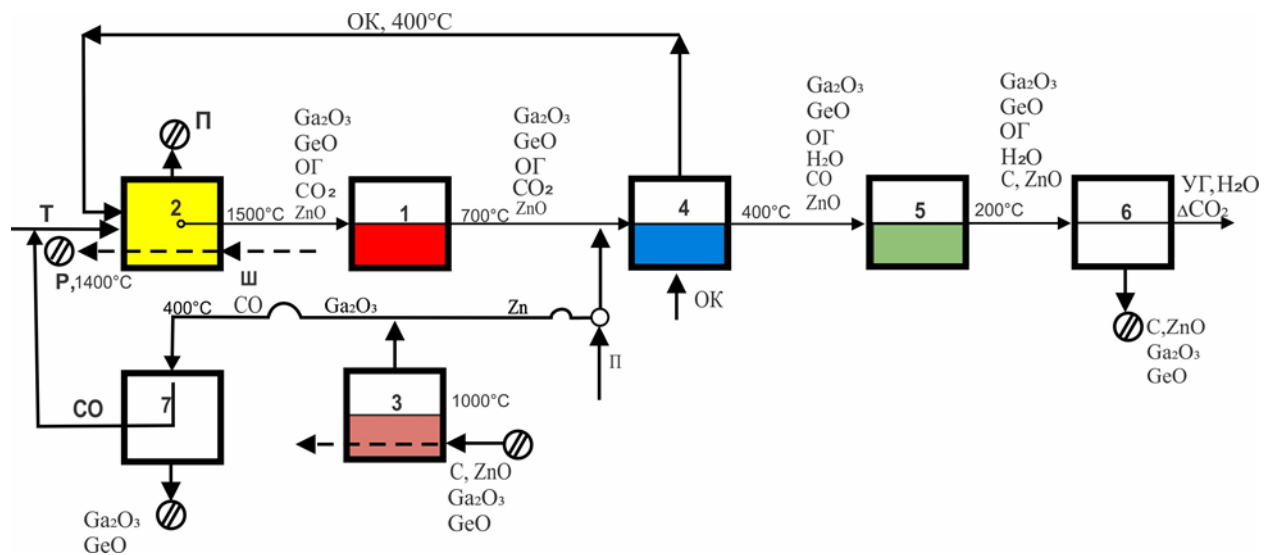 ОК, 400°С
П
Т
2
Р,1400°С
Ш
1500°С
Ga₂O₃
GeO
ОГ
CO₂
ZnO
1
700°С
Ga₂O₃
GeO
ОГ
CO₂
ZnO
4
ОК
400°С
Ga₂O₃
GeO
ОГ
H₂O
CO
ZnO
5
200°С
Ga₂O₃
GeO
ОГ
H₂O
C, ZnO
6
УГ,H₂O
ΔCO₂
C,ZnO
Ga₂O₃
GeO
400°С
CO
Ga₂O₃
Zn
П
CO
7
Ga₂O₃
GeO
3
1000°С
C, ZnO
Ga₂O₃
GeO